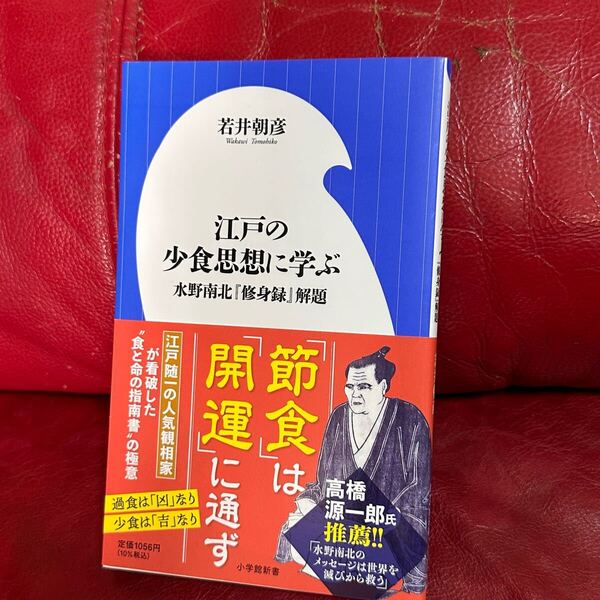 若井朝彦
Wakawi Tomohiko
江戸の
少食思想に学ぶ
水野南北『修身録』解題
「節食」は
「開運」に通ず
江戸随一の人気観相家
が看破した
〝食と命の指南書〟の極意
過食は「凶」なり
少食は「吉」なり
定価1056円
(10%税込)
高橋
源一郎氏
推薦!!
「水野南北の
メッセージは世界を
滅びから救う」
小学館新書
『修身録』解題